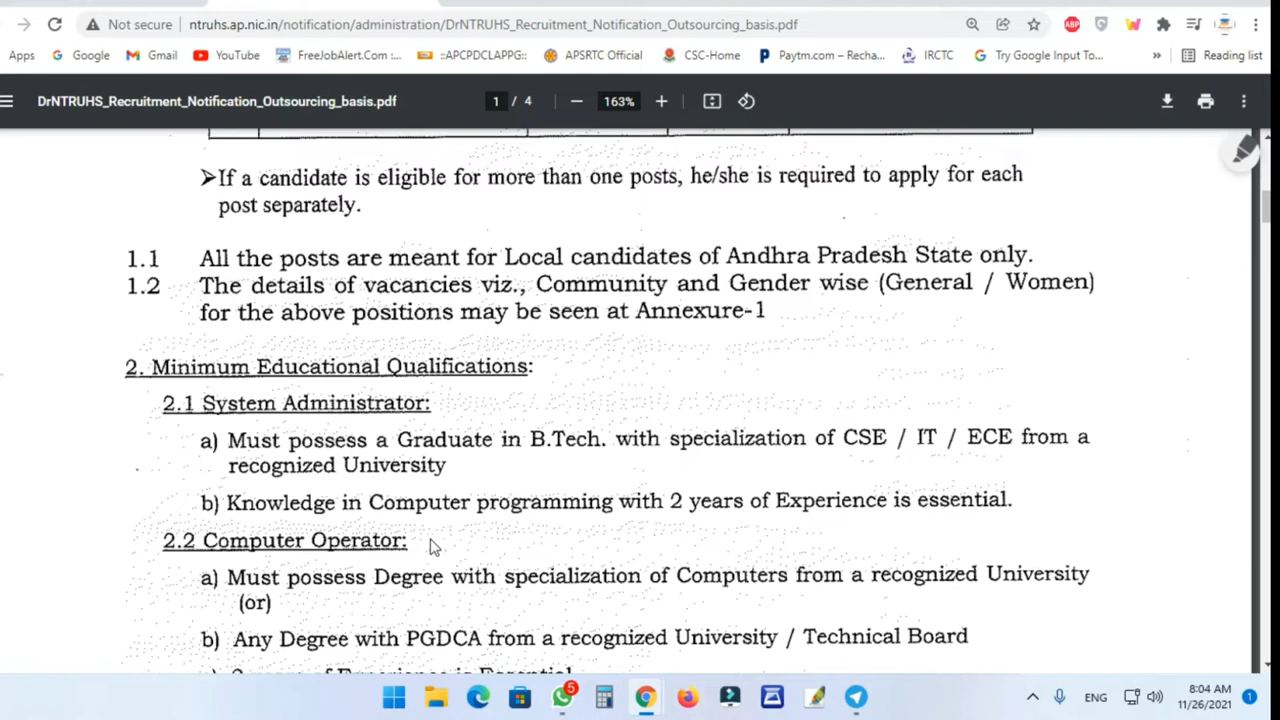 Not secure | ntruhs.ap.nic.in/notification/administration/DrNTRUHS_Recruitment_Notification_Outsourcing_basis.pdf
ABP
Apps Google Gmail YouTube FreeJobAlert.Com :... ::APCPDCLAPPG:: APSRTC Official CSC-Home Paytm.com – Recha... IRCTC Try Google Input To... » Reading list
DrNTRUHS_Recruitment_Notification_Outsourcing_basis.pdf 1 / 4 — 163% +
➢If a candidate is eligible for more than one posts, he/she is required to apply for each
post separately.
1.1 All the posts are meant for Local candidates of Andhra Pradesh State only.
1.2 The details of vacancies viz., Community and Gender wise (General / Women)
for the above positions may be seen at Annexure-1
2. Minimum Educational Qualifications:
2.1 System Administrator:
a) Must possess a Graduate in B.Tech. with specialization of CSE / IT / ECE from a
recognized University
b) Knowledge in Computer programming with 2 years of Experience is essential.
2.2 Computer Operator:
a) Must possess Degree with specialization of Computers from a recognized University
(or)
b) Any Degree with PGDCA from a recognized University / Technical Board
5
ENG
8:04 AM
11/26/2021
1